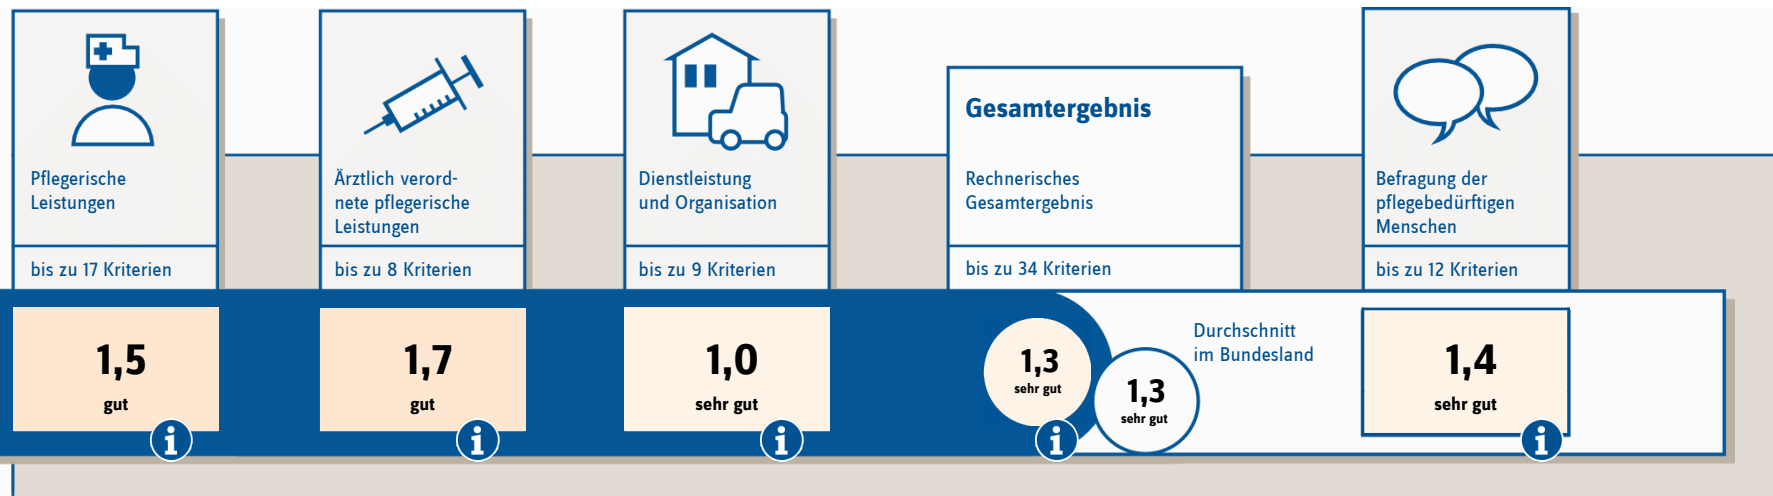 Pflegerische
Leistungen
bis zu 17 Kriterien
1,5
gut
i
Ärztlich verord-
nete pflegerische
Leistungen
bis zu 8 Kriterien
1,7
gut
i
Dienstleistung
und Organisation
bis zu 9 Kriterien
1,0
sehr gut
i
Gesamtergebnis
Rechnerisches
Gesamtergebnis
bis zu 34 Kriterien
1,3
sehr gut
i
Durchschnitt
im Bundesland
1,3
sehr gut
Befragung der
pflegebedürftigen
Menschen
bis zu 12 Kriterien
1,4
sehr gut
i